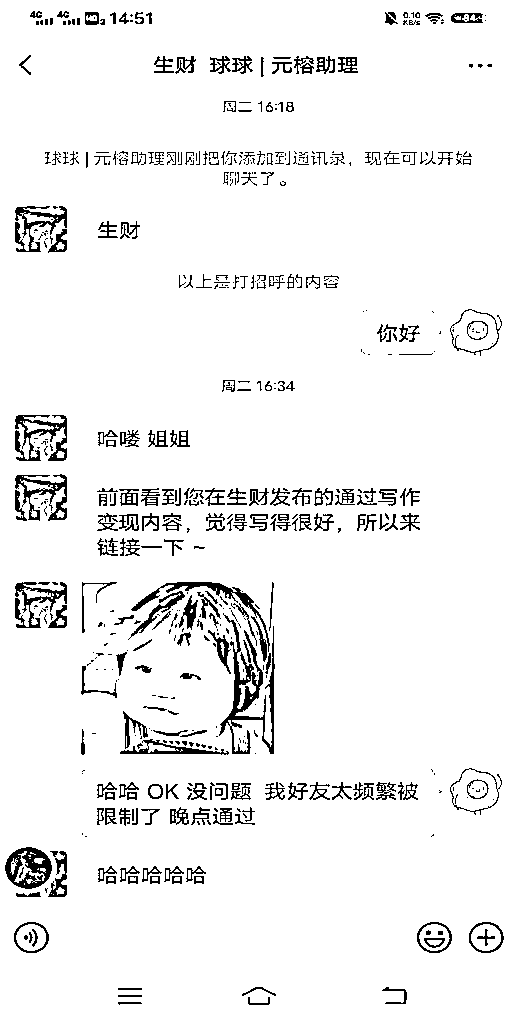 4G 4G HD 2 14:51 0.10 KB/s 84
生财 球球 | 元榕助理
周二 16:18
球球 | 元榕助理刚刚把你添加到通讯录，现在可以开始
聊天了。
生财
以上是打招呼的内容
你好
周二 16:34
哈喽 姐姐
前面看到您在生财发布的通过写作
变现内容，觉得写得很好，所以来
链接一下 ~
哈哈 OK 没问题 我好友太频繁被
限制了 晚点通过
哈哈哈哈哈